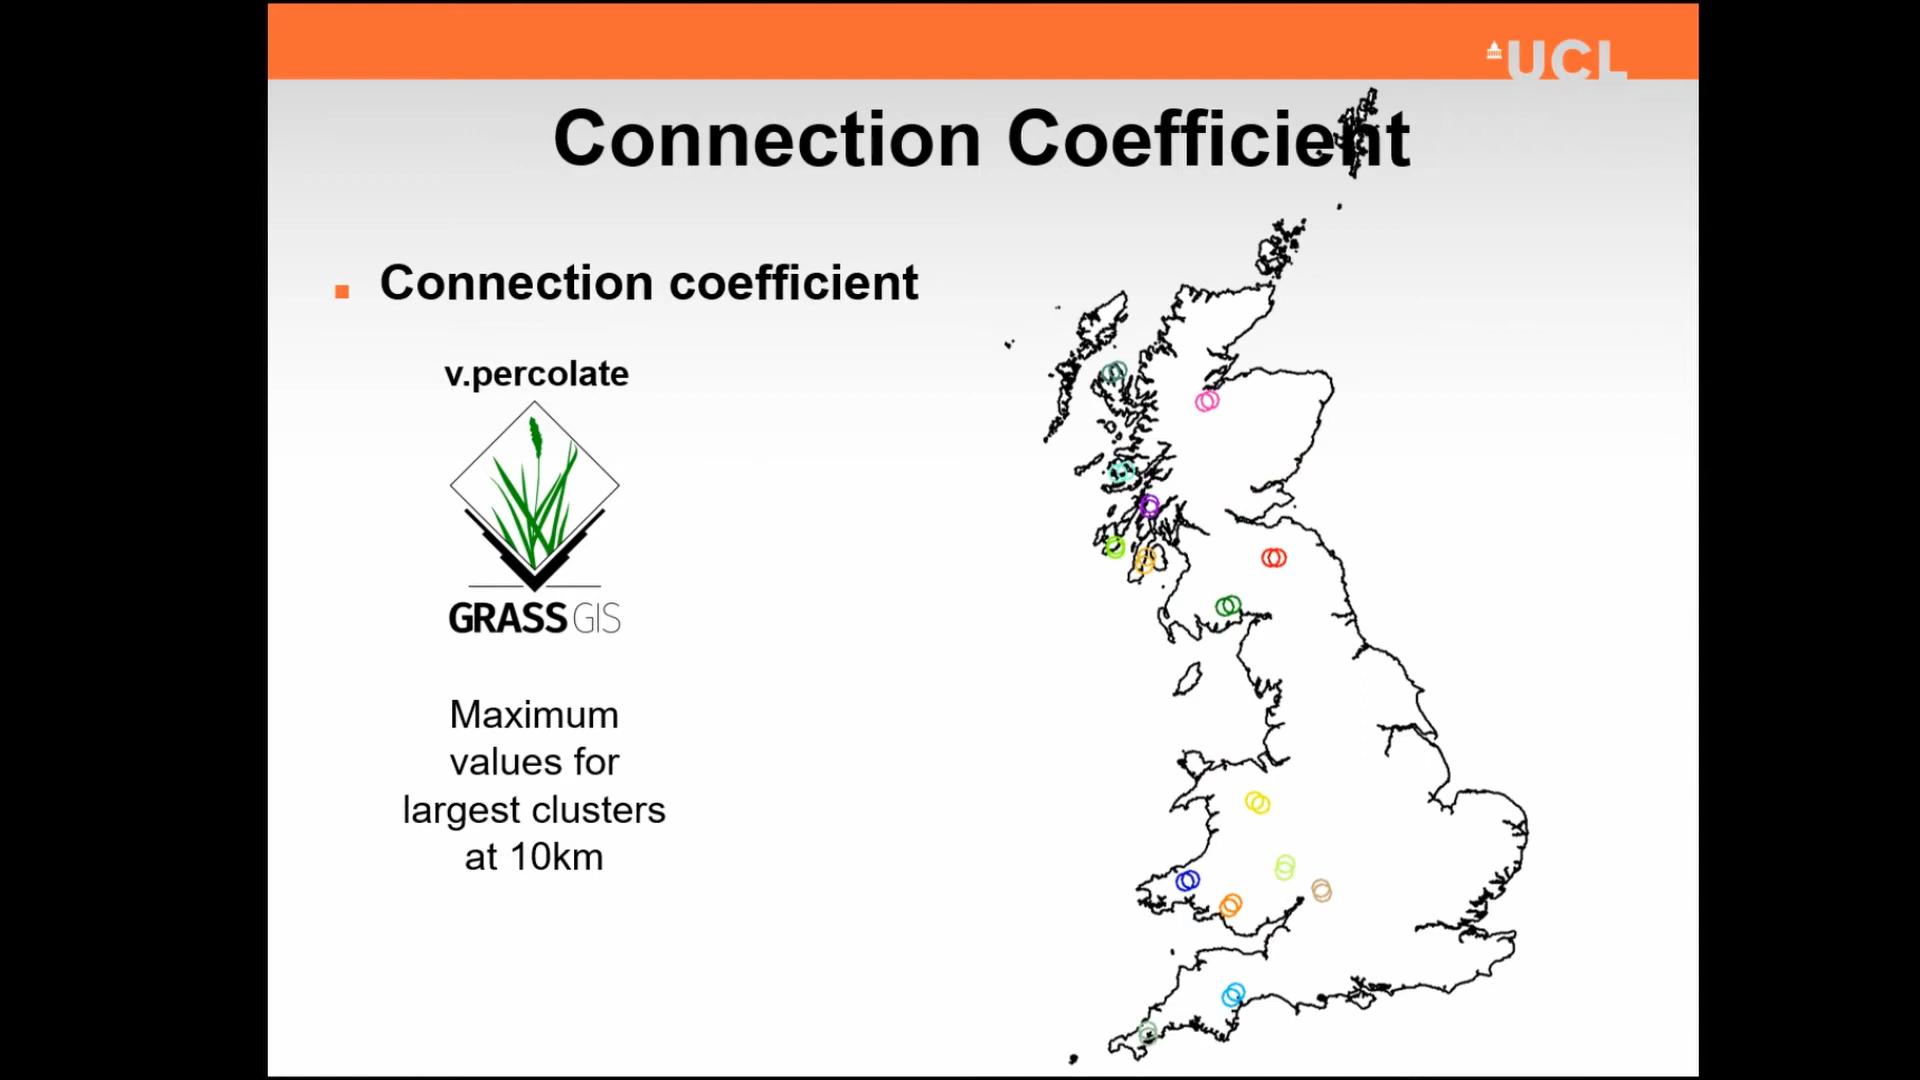 UCL
Connection Coefficient
Connection coefficient
v.percolate
GRASS GIS
Maximum
values for
largest clusters
at 10km